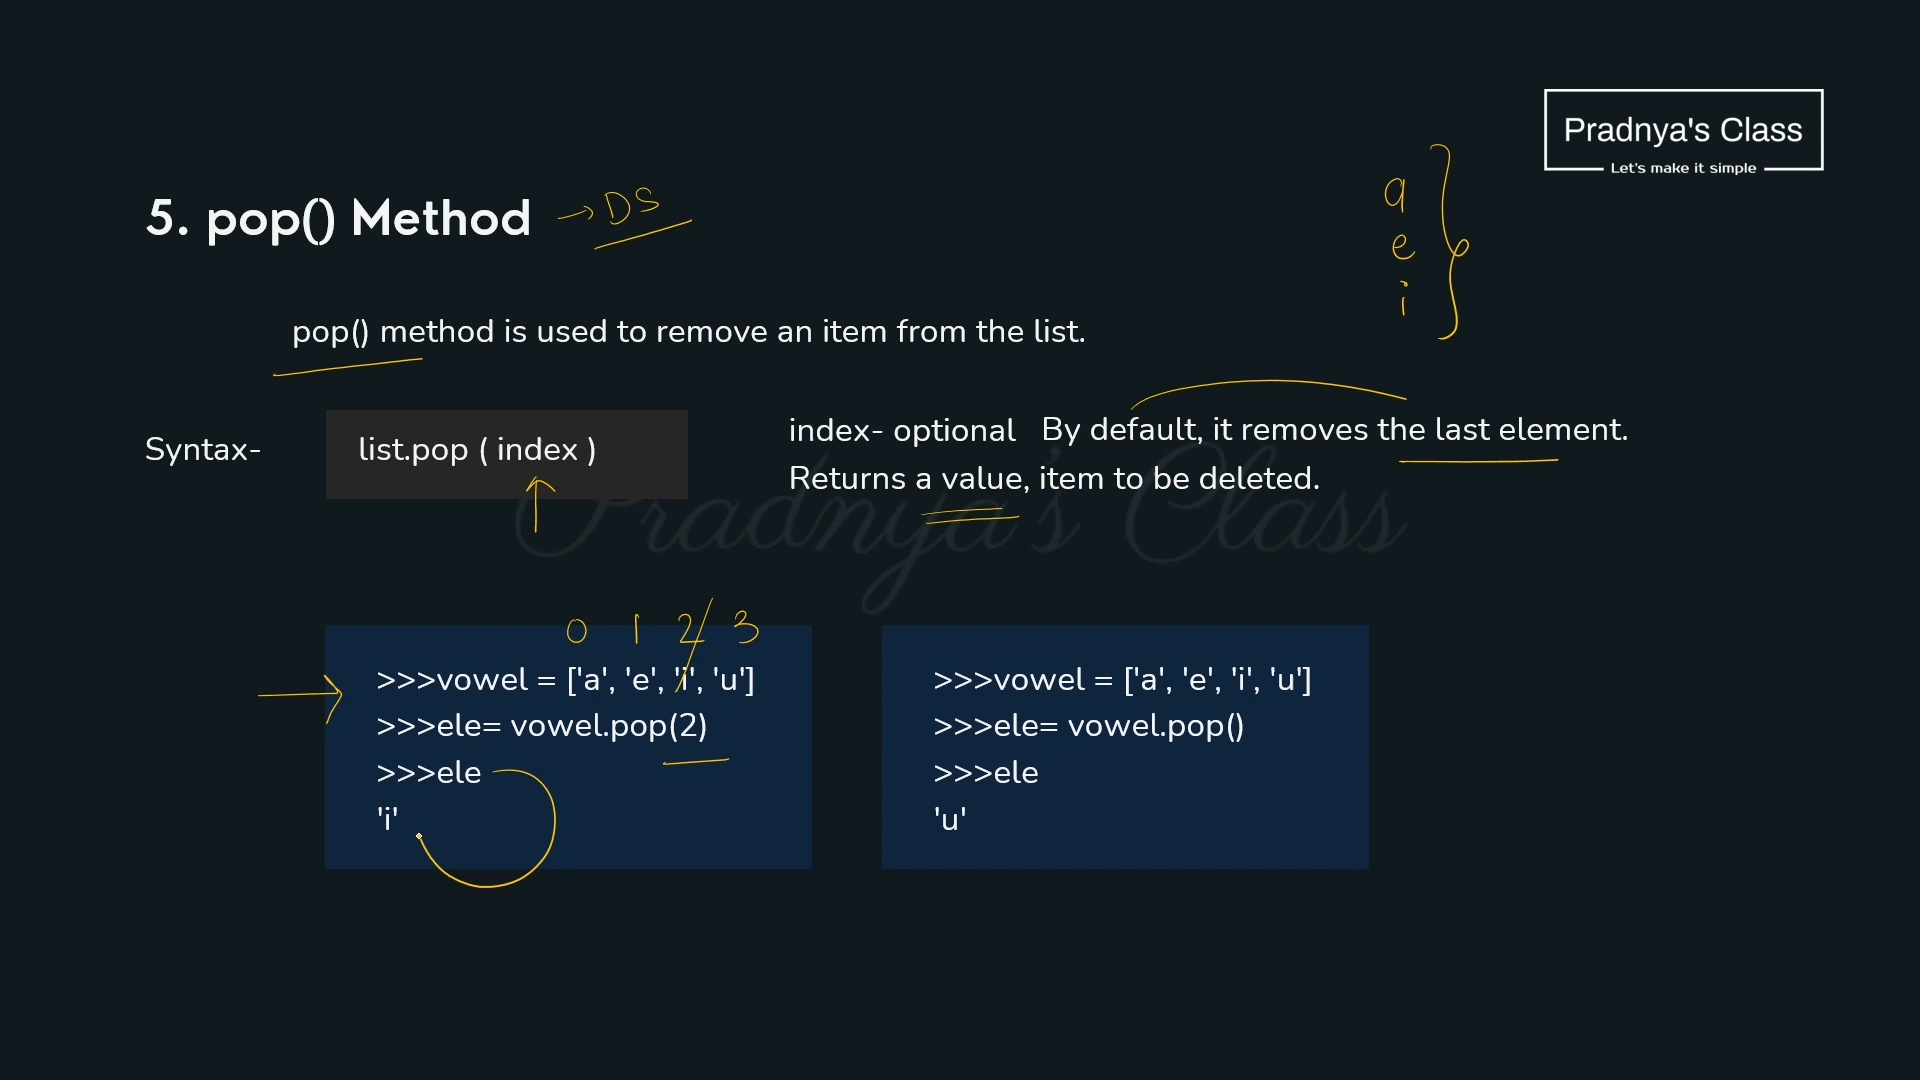 Pradnya's Class
Let's make it simple
5. pop() Method → DS
a
e
i
pop() method is used to remove an item from the list.
Syntax- list.pop ( index )
index- optional By default, it removes the last element.
Returns a value, item to be deleted.
Pradnya's Class
0 1 2 3
>>>vowel = ['a', 'e', 'i', 'u']
>>>ele= vowel.pop(2)
>>>ele
'i'
>>>vowel = ['a', 'e', 'i', 'u']
>>>ele= vowel.pop()
>>>ele
'u'